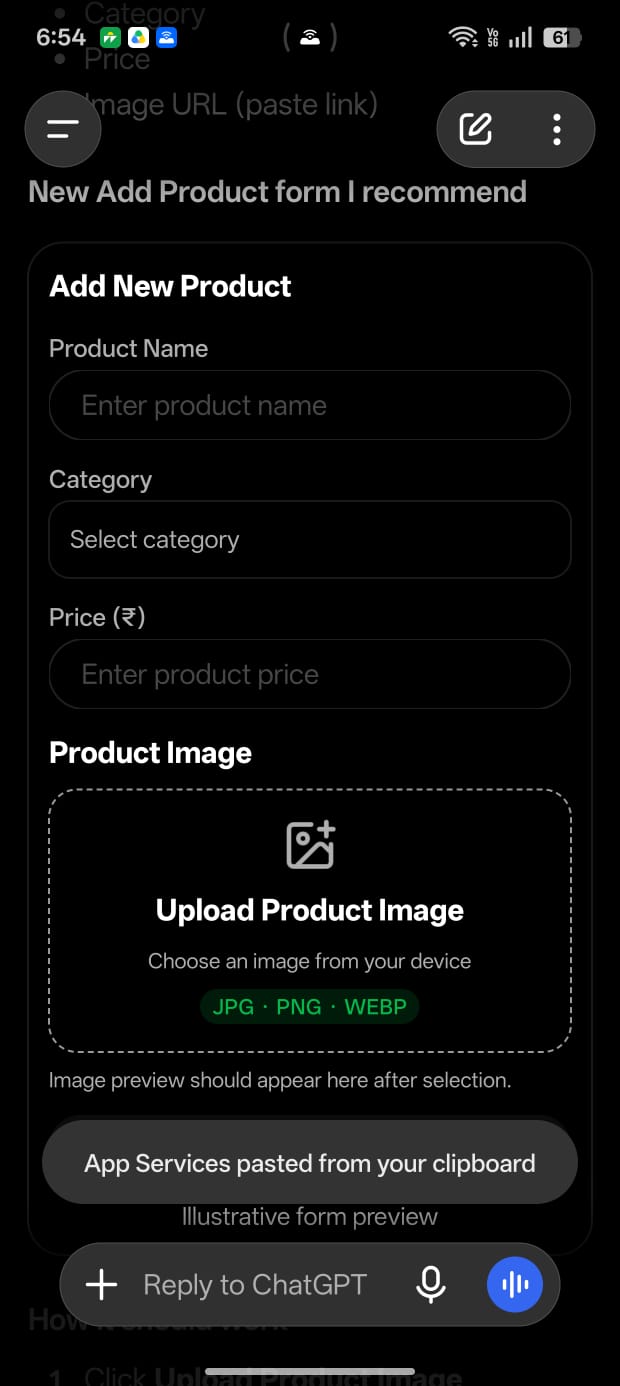 Category
6:54
Vo
5G
61
Price
Image URL (paste link)
New Add Product form I recommend
Add New Product
Product Name
Enter product name
Category
Select category
Price (₹)
Enter product price
Product Image
Upload Product Image
Choose an image from your device
JPG · PNG · WEBP
Image preview should appear here after selection.
App Services pasted from your clipboard
Illustrative form preview
Reply to ChatGPT
How it should work
1. Click Upload Product Image